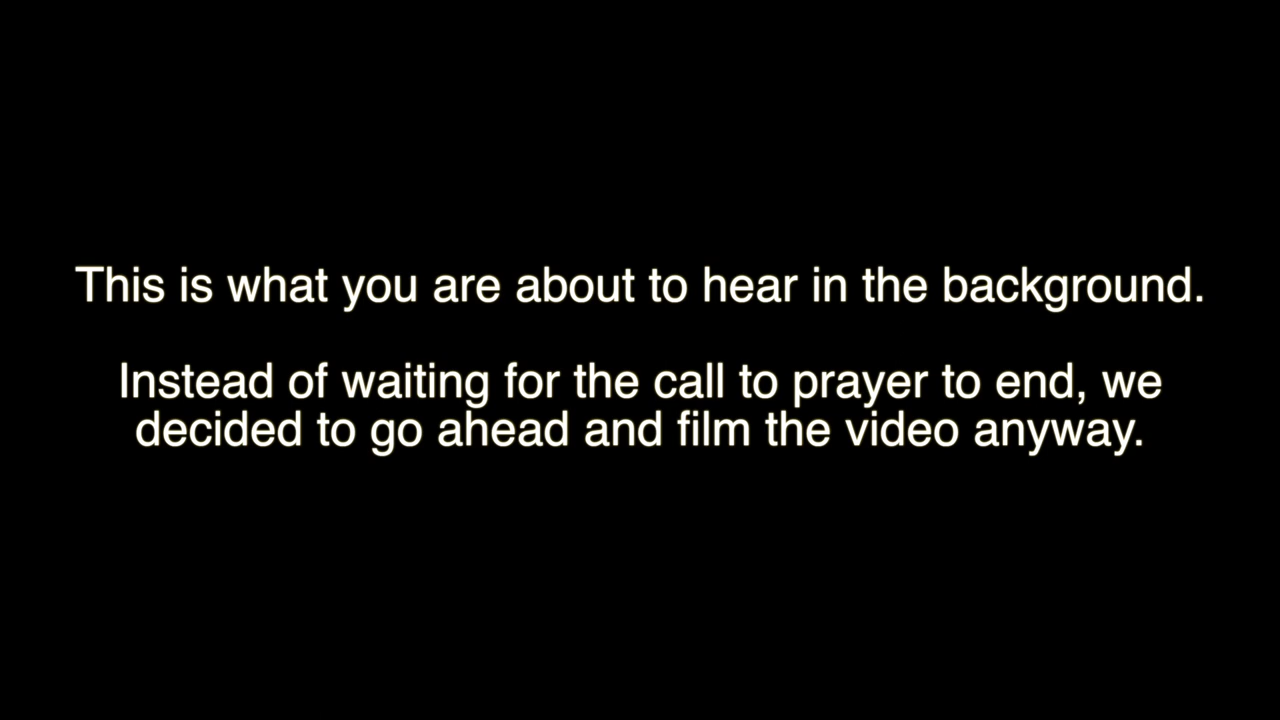 This is what you are about to hear in the background.
Instead of waiting for the call to prayer to end, we
decided to go ahead and film the video anyway.